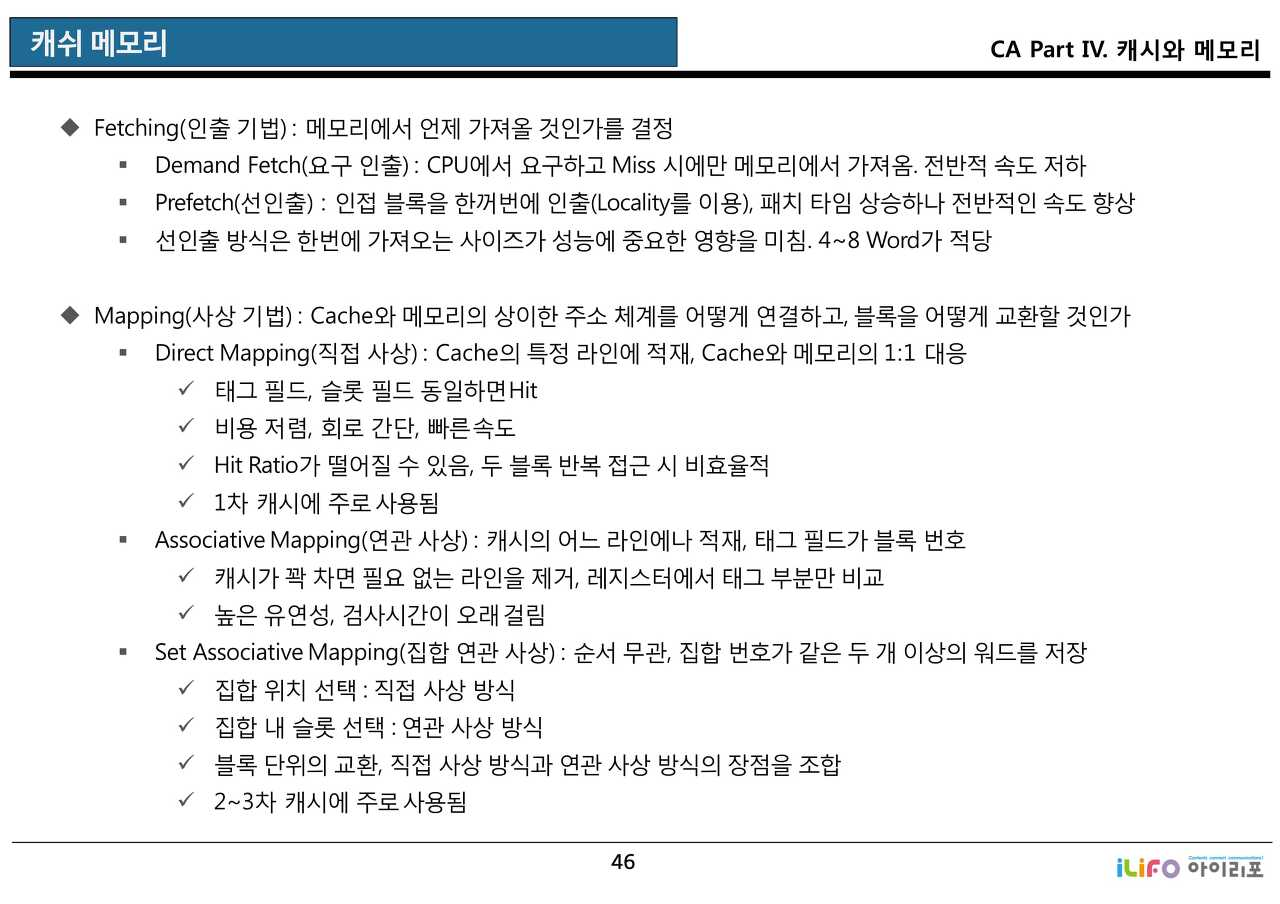 캐쉬 메모리
CA Part IV. 캐시와 메모리
◆ Fetching(인출 기법) : 메모리에서 언제 가져올 것인가를 결정
▪ Demand Fetch(요구 인출) : CPU에서 요구하고 Miss 시에만 메모리에서 가져옴. 전반적 속도 저하
▪ Prefetch(선인출) : 인접 블록을 한꺼번에 인출(Locality를 이용), 패치 타임 상승하나 전반적인 속도 향상
▪ 선인출 방식은 한번에 가져오는 사이즈가 성능에 중요한 영향을 미침. 4~8 Word가 적당
◆ Mapping(사상 기법) : Cache와 메모리의 상이한 주소 체계를 어떻게 연결하고, 블록을 어떻게 교환할 것인가
▪ Direct Mapping(직접 사상) : Cache의 특정 라인에 적재, Cache와 메모리의 1:1 대응
✓ 태그 필드, 슬롯 필드 동일하면 Hit
✓ 비용 저렴, 회로 간단, 빠른 속도
✓ Hit Ratio가 떨어질 수 있음, 두 블록 반복 접근 시 비효율적
✓ 1차 캐시에 주로 사용됨
▪ Associative Mapping(연관 사상) : 캐시의 어느 라인에나 적재, 태그 필드가 블록 번호
✓ 캐시가 꽉 차면 필요 없는 라인을 제거, 레지스터에서 태그 부분만 비교
✓ 높은 유연성, 검사시간이 오래 걸림
▪ Set Associative Mapping(집합 연관 사상) : 순서 무관, 집합 번호가 같은 두 개 이상의 워드를 저장
✓ 집합 위치 선택 : 직접 사상 방식
✓ 집합 내 슬롯 선택 : 연관 사상 방식
✓ 블록 단위의 교환, 직접 사상 방식과 연관 사상 방식의 장점을 조합
✓ 2~3차 캐시에 주로 사용됨
46
Contents connect communications!
iLiFO 아이리포